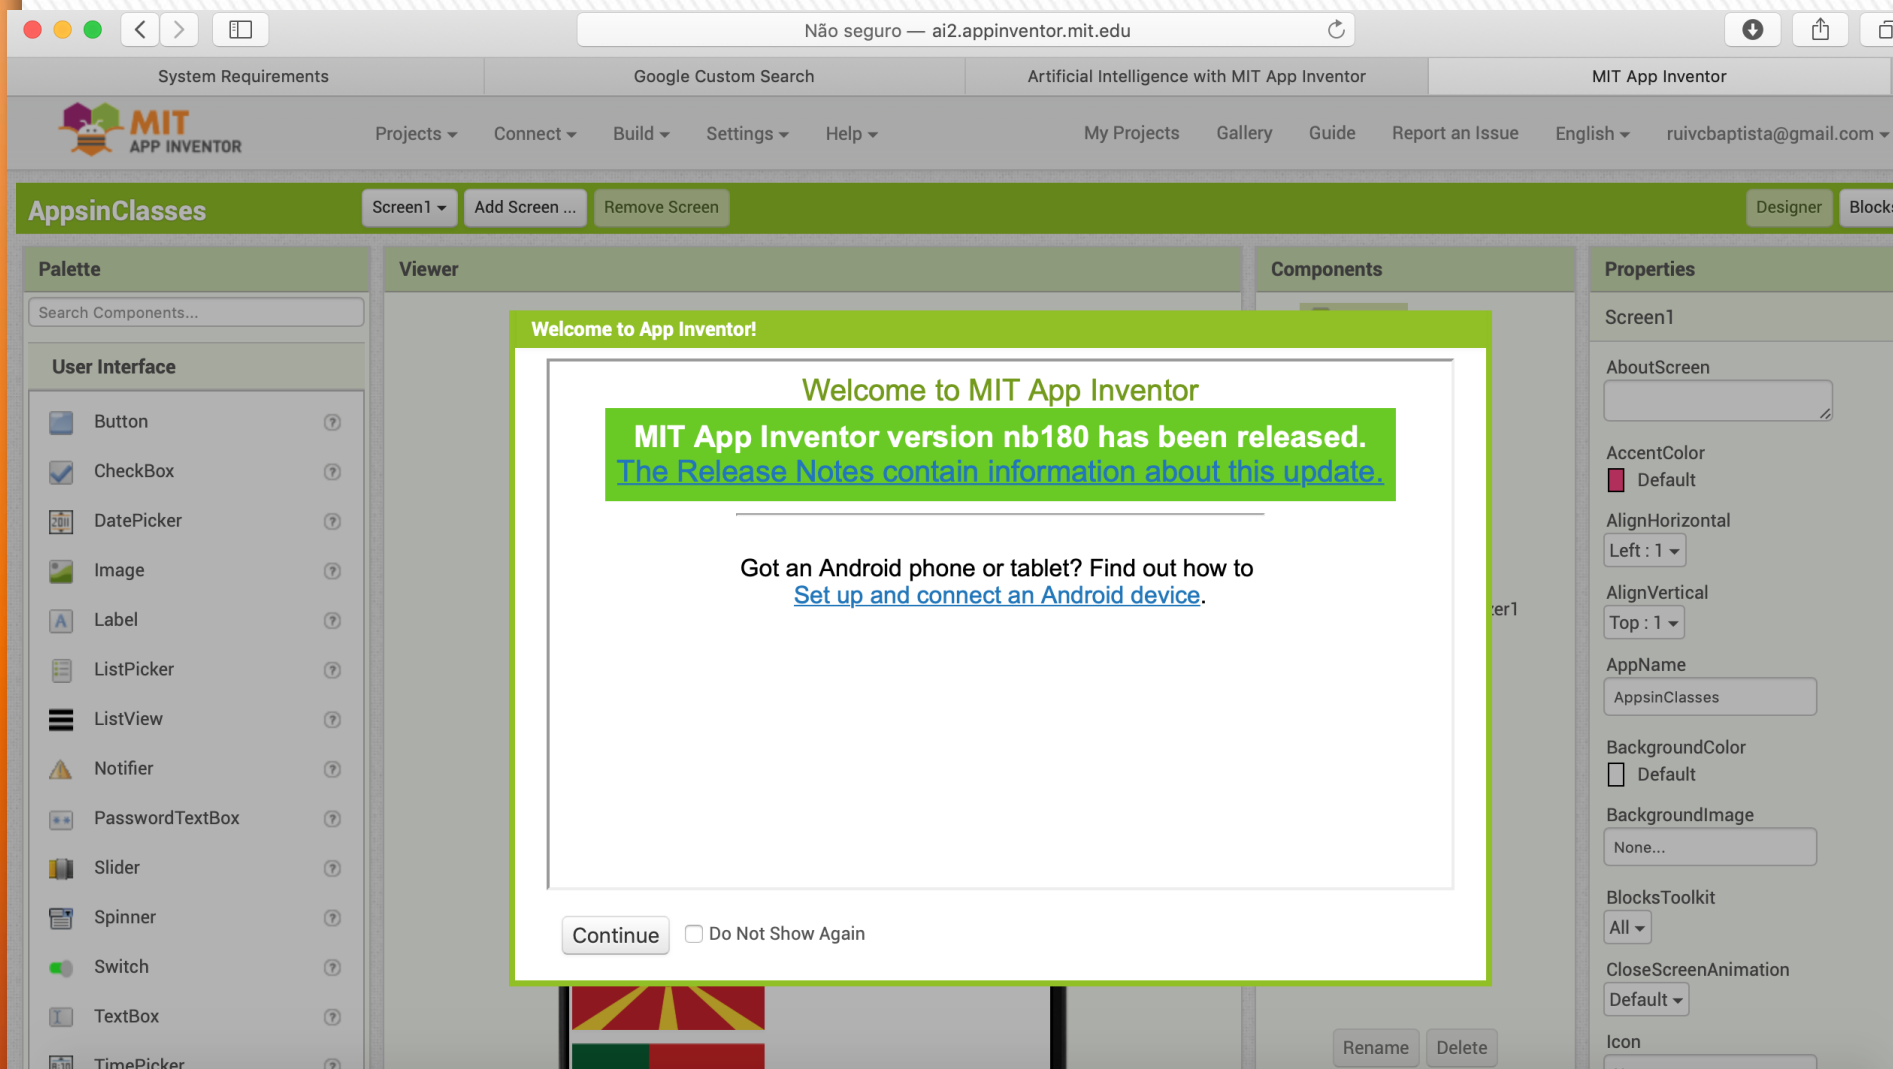 Não seguro — ai2.appinventor.mit.edu
System Requirements
Google Custom Search
Artificial Intelligence with MIT App Inventor
MIT App Inventor
MIT
APP INVENTOR
Projects
Connect
Build
Settings
Help
My Projects
Gallery
Guide
Report an Issue
English
ruivcbaptista@gmail.com
AppsinClasses
Screen1
Add Screen ...
Remove Screen
Designer
Blocks
Palette
Search Components...
User Interface
Button
CheckBox
DatePicker
2011
Image
Label
A
ListPicker
ListView
Notifier
PasswordTextBox
Slider
Spinner
Switch
TextBox
TimePicker
Viewer
Welcome to App Inventor!
Welcome to MIT App Inventor
MIT App Inventor version nb180 has been released.
The Release Notes contain information about this update.
Got an Android phone or tablet? Find out how to
Set up and connect an Android device.
Continue
Do Not Show Again
Components
zer1
Rename
Delete
Properties
Screen1
AboutScreen
AccentColor
Default
AlignHorizontal
Left : 1
AlignVertical
Top : 1
AppName
AppsinClasses
BackgroundColor
Default
BackgroundImage
None...
BlocksToolkit
All
CloseScreenAnimation
Default
Icon